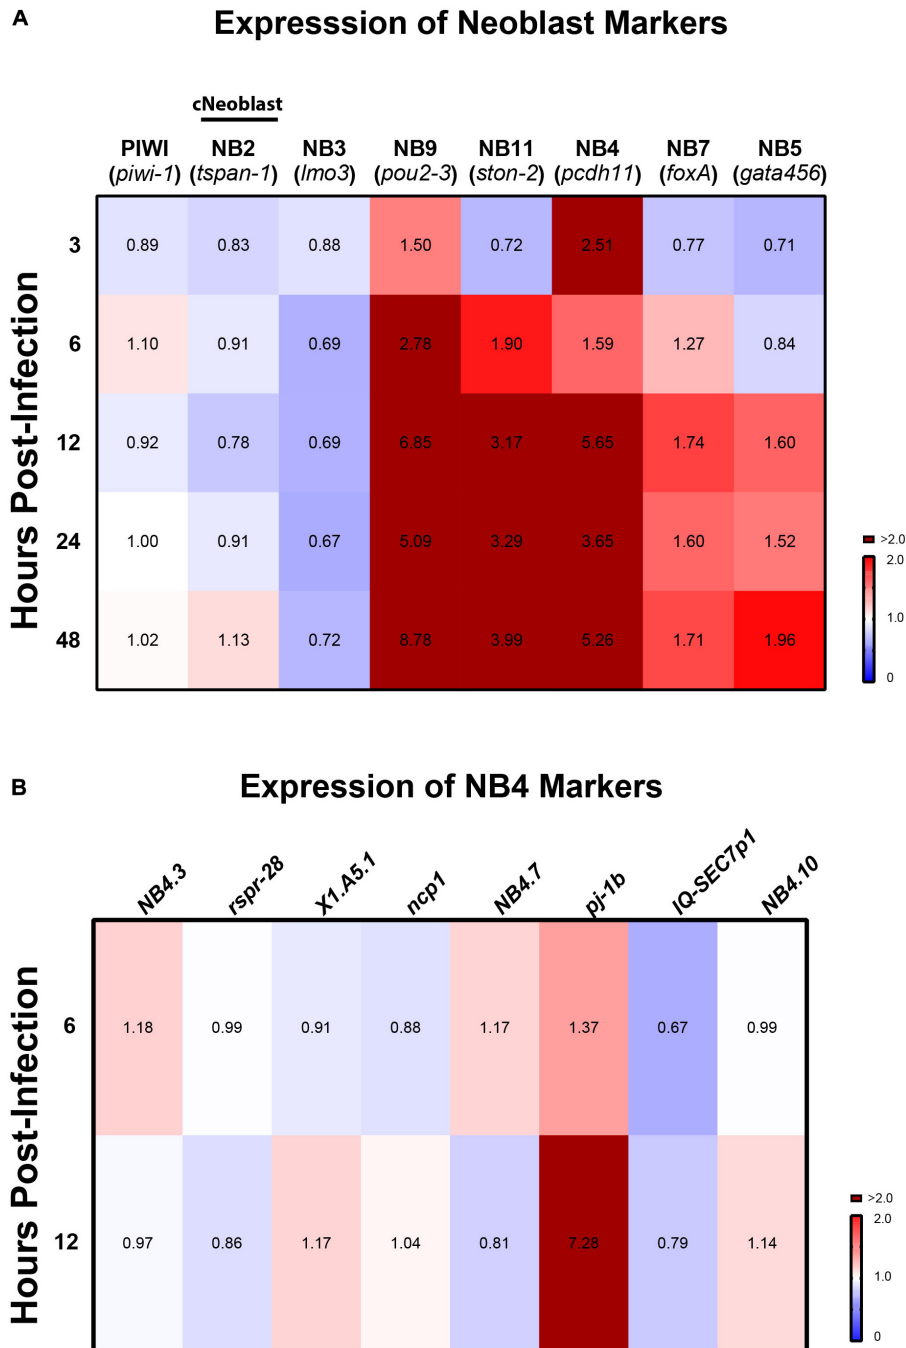 A
Expresssion of Neoblast Markers
cNeoblast
PIWI NB2 NB3 NB9 NB11 NB4 NB7 NB5
(piwi-1) (tspan-1) (lmo3) (pou2-3) (ston-2) (pcdh11) (foxA) (gata456)
Hours Post-Infection
3 0.89 0.83 0.88 1.50 0.72 2.51 0.77 0.71
6 1.10 0.91 0.69 2.78 1.90 1.59 1.27 0.84
12 0.92 0.78 0.69 6.85 3.17 5.65 1.74 1.60
24 1.00 0.91 0.67 5.09 3.29 3.65 1.60 1.52
48 1.02 1.13 0.72 8.78 3.99 5.26 1.71 1.96
>2.0
2.0
1.0
0
B
Expression of NB4 Markers
NB4.3 rspr-28 X1.A5.1 ncp1 NB4.7 pj-1b IQ-SEC7p1 NB4.10
Hours Post-Infection
6 1.18 0.99 0.91 0.88 1.17 1.37 0.67 0.99
12 0.97 0.86 1.17 1.04 0.81 7.28 0.79 1.14
>2.0
2.0
1.0
0